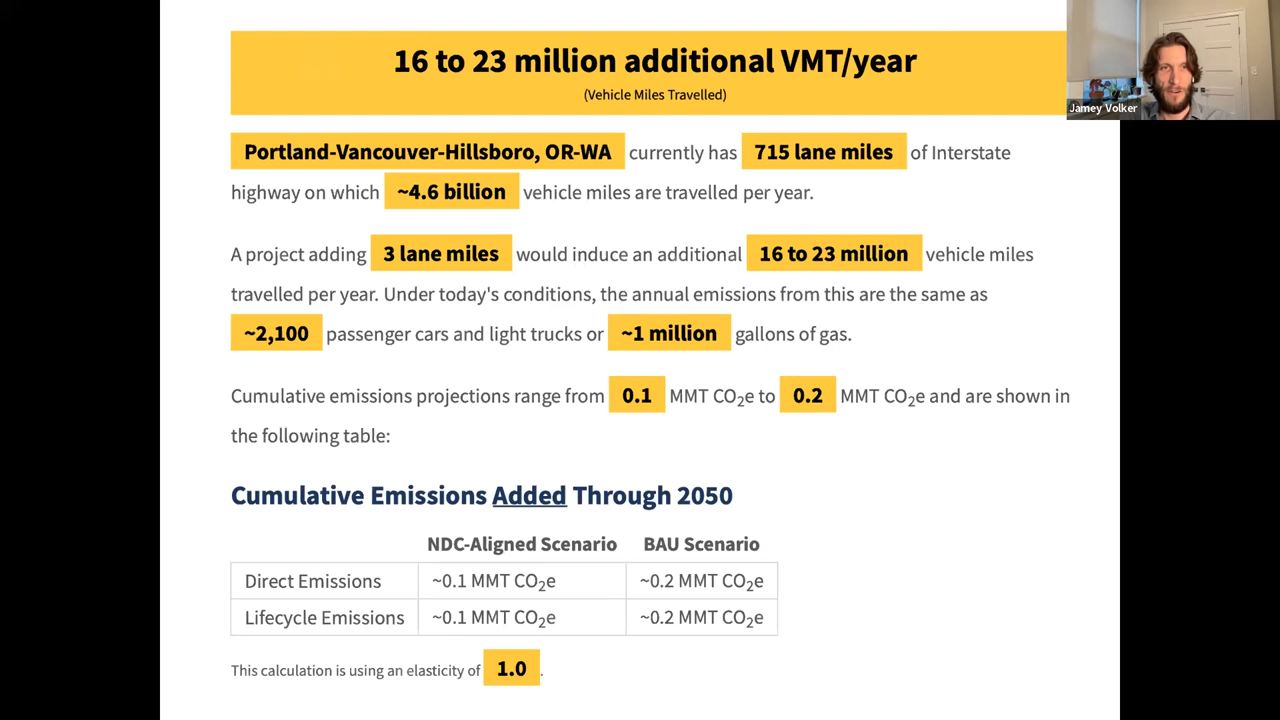 16 to 23 million additional VMT/year
(Vehicle Miles Travelled)
Jamey Volker
Portland-Vancouver-Hillsboro, OR-WA currently has 715 lane miles of Interstate
highway on which ~4.6 billion vehicle miles are travelled per year.
A project adding 3 lane miles would induce an additional 16 to 23 million vehicle miles
travelled per year. Under today's conditions, the annual emissions from this are the same as
~2,100 passenger cars and light trucks or ~1 million gallons of gas.
Cumulative emissions projections range from 0.1 MMT CO₂e to 0.2 MMT CO₂e and are shown in
the following table:
Cumulative Emissions Added Through 2050
NDC-Aligned Scenario BAU Scenario
Direct Emissions ~0.1 MMT CO₂e ~0.2 MMT CO₂e
Lifecycle Emissions ~0.1 MMT CO₂e ~0.2 MMT CO₂e
This calculation is using an elasticity of 1.0.